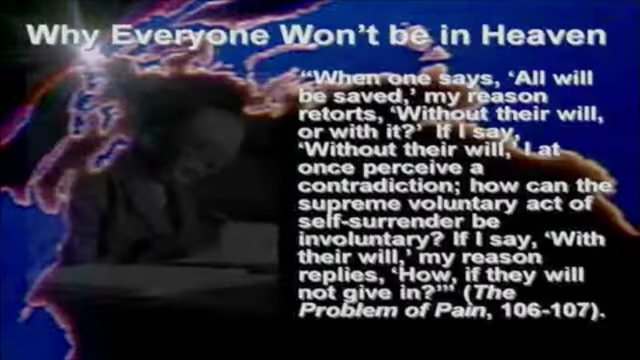 Why Everyone Won't be in Heaven
“When one says, ‘All will
be saved,’ my reason
retorts, ‘Without their will,
or with it?’ If I say,
‘Without their will,’ I at
once perceive a
contradiction; how can the
supreme voluntary act of
self-surrender be
involuntary? If I say, ‘With
their will,’ my reason
replies, ‘How, if they will
not give in?’” (The
Problem of Pain, 106-107).